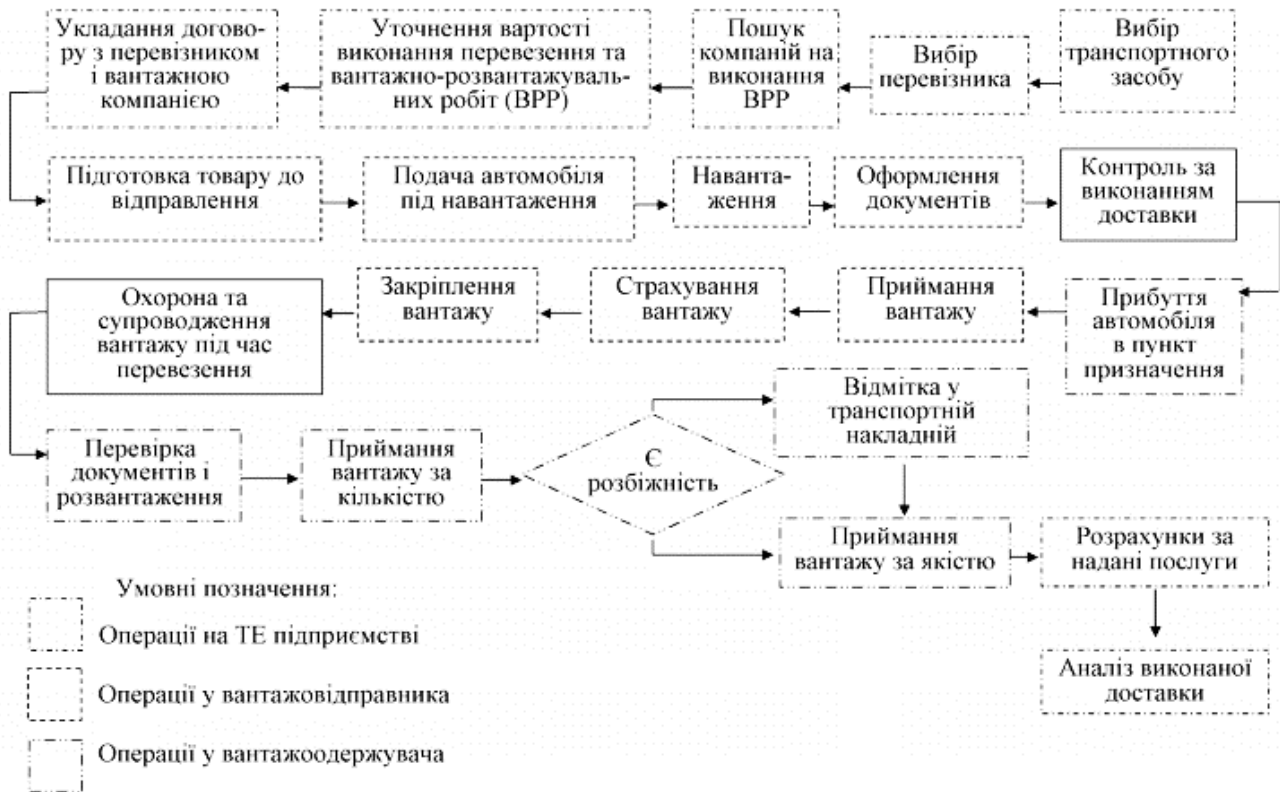 Укладання догово-
ру з перевізником
і вантажною
компанією
Уточнення вартості
виконання перевезення та
вантажно-розвантажуваль-
них робіт (ВРР)
Пошук
компаній на
виконання
ВРР
Вибір
перевізника
Вибір
транспортного
засобу
Підготовка товару до
відправлення
Подача автомобіля
під навантаження
Наванта-
ження
Оформлення
документів
Контроль за
виконанням
доставки
Охорона та
супроводження
вантажу під час
перевезення
Закріплення
вантажу
Страхування
вантажу
Приймання
вантажу
Прибуття
автомобіля
в пункт
призначення
Перевірка
документів і
розвантаження
Приймання
вантажу за
кількістю
Є
розбіжність
Відмітка у
транспортній
накладній
Приймання
вантажу за якістю
Розрахунки за
надані послуги
Аналіз виконаної
доставки
Умовні позначення:
Операції на ТЕ підприємстві
Операції у вантажовідправника
Операції у вантажоодержувача